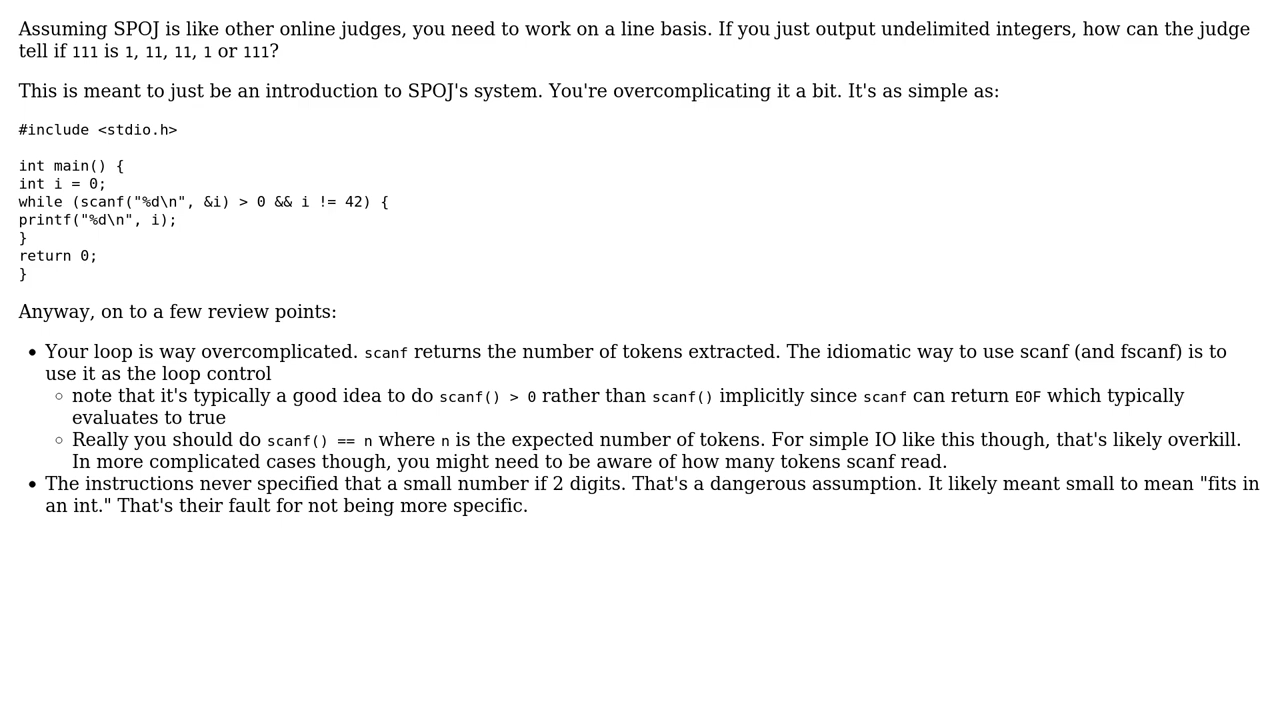 Assuming SPOJ is like other online judges, you need to work on a line basis. If you just output undelimited integers, how can the judge
tell if 111 is 1, 11, 11, 1 or 111?
This is meant to just be an introduction to SPOJ's system. You're overcomplicating it a bit. It's as simple as:
#include <stdio.h>
int main() {
int i = 0;
while (scanf("%d\n", &i) > 0 && i != 42) {
printf("%d\n", i);
}
return 0;
}
Anyway, on to a few review points:
• Your loop is way overcomplicated. scanf returns the number of tokens extracted. The idiomatic way to use scanf (and fscanf) is to
use it as the loop control
◦ note that it's typically a good idea to do scanf() > 0 rather than scanf() implicitly since scanf can return EOF which typically
evaluates to true
◦ Really you should do scanf() == n where n is the expected number of tokens. For simple IO like this though, that's likely overkill.
In more complicated cases though, you might need to be aware of how many tokens scanf read.
• The instructions never specified that a small number if 2 digits. That's a dangerous assumption. It likely meant small to mean "fits in
an int." That's their fault for not being more specific.